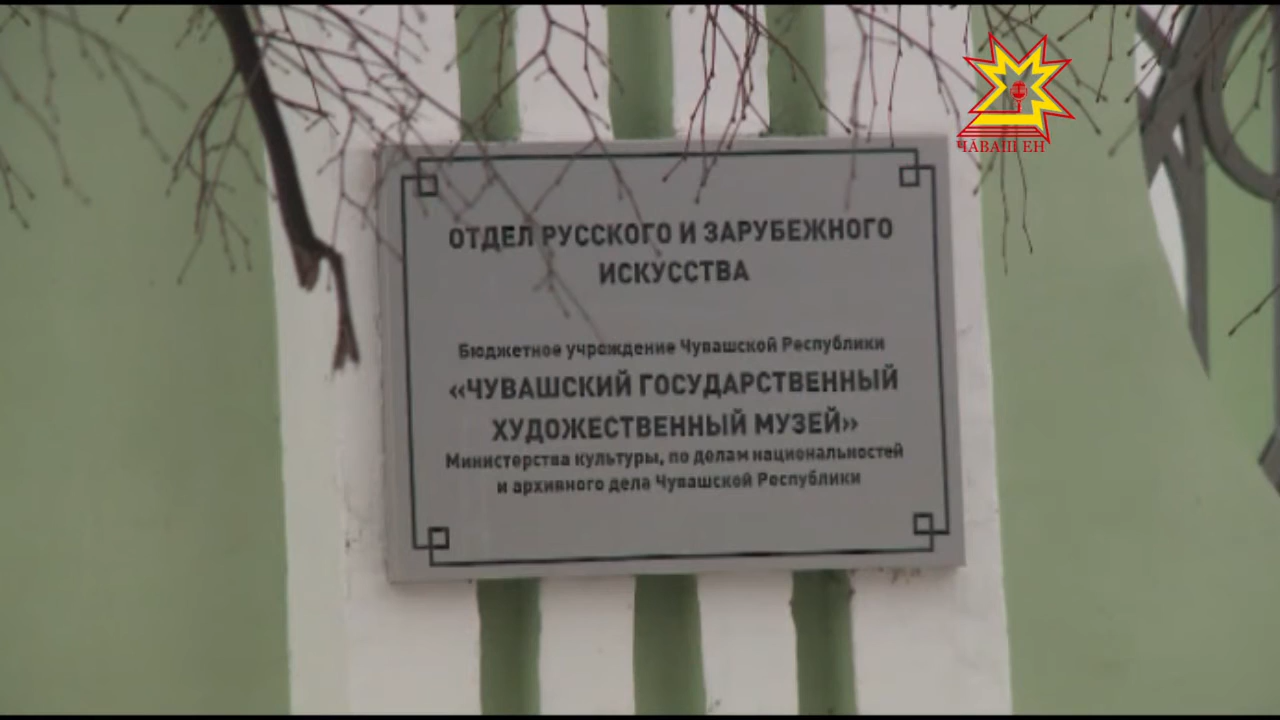 ЧӐВАШ ЕН
ОТДЕЛ РУССКОГО И ЗАРУБЕЖНОГО
ИСКУССТВА
Бюджетное учреждение Чувашской Республики
«ЧУВАШСКИЙ ГОСУДАРСТВЕННЫЙ
ХУДОЖЕСТВЕННЫЙ МУЗЕЙ»
Министерства культуры, по делам национальностей
и архивного дела Чувашской Республики